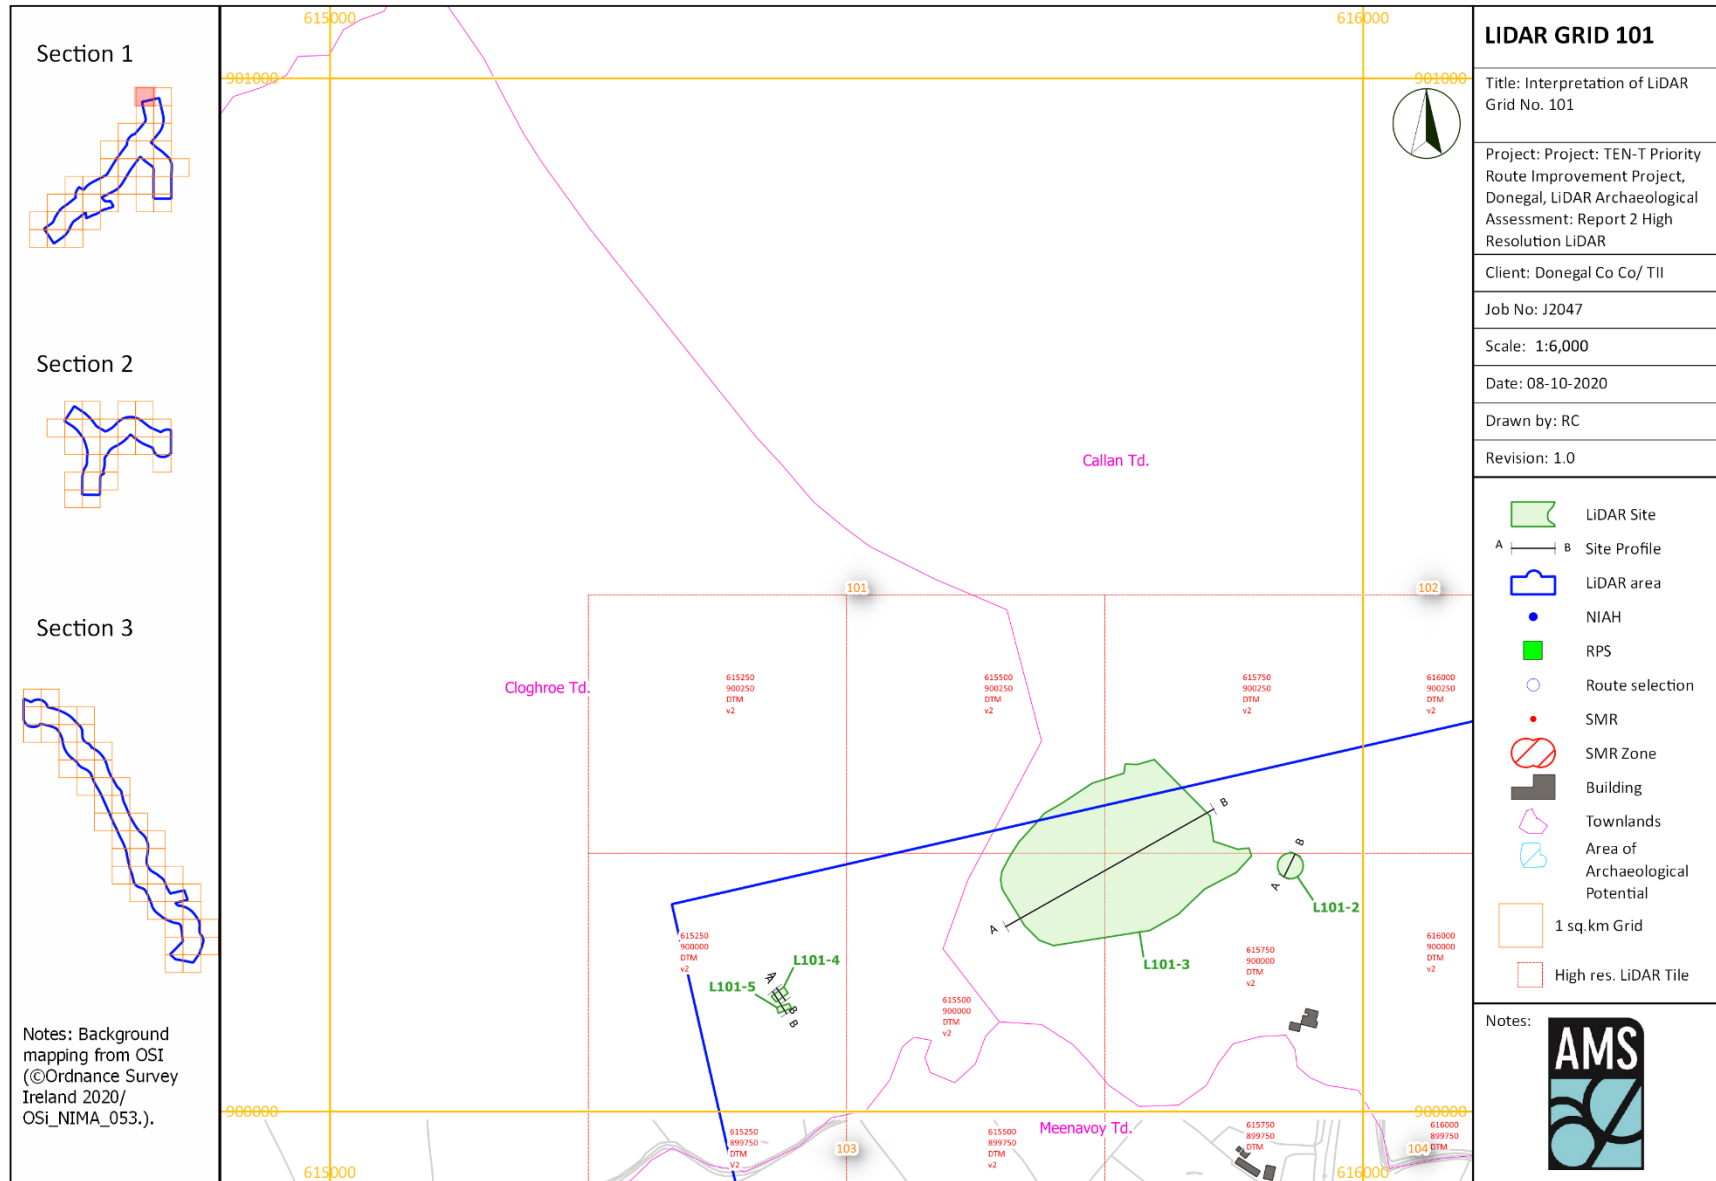 Section 1
Section 2
Section 3
Notes: Background
mapping from OSI
(©Ordnance Survey
Ireland 2020/
OSi_NIMA_053.).
615000
616000
901000
901000
Callan Td.
101
102
Cloghroe Td.
615250
900250
DTM
v2
615500
900250
DTM
v2
615750
900250
DTM
v2
616000
900250
DTM
v2
B
A
B
A
L101-2
L101-3
615250
900000
DTM
v2
615500
900000
DTM
v2
615750
900000
DTM
v2
616000
900000
DTM
v2
L101-4
L101-5
A
A
B
B
900000
900000
Meenavoy Td.
103
104
615250
899750
DTM
v2
615500
899750
DTM
v2
615750
899750
DTM
616000
899750
DTM
615000
616000
LIDAR GRID 101
Title: Interpretation of LiDAR
Grid No. 101
Project: Project: TEN-T Priority
Route Improvement Project,
Donegal, LiDAR Archaeological
Assessment: Report 2 High
Resolution LiDAR
Client: Donegal Co Co/ TII
Job No: J2047
Scale: 1:6,000
Date: 08-10-2020
Drawn by: RC
Revision: 1.0
LiDAR Site
A B Site Profile
LiDAR area
NIAH
RPS
Route selection
SMR
SMR Zone
Building
Townlands
Area of
Archaeological
Potential
1 sq.km Grid
High res. LiDAR Tile
Notes:
AMS